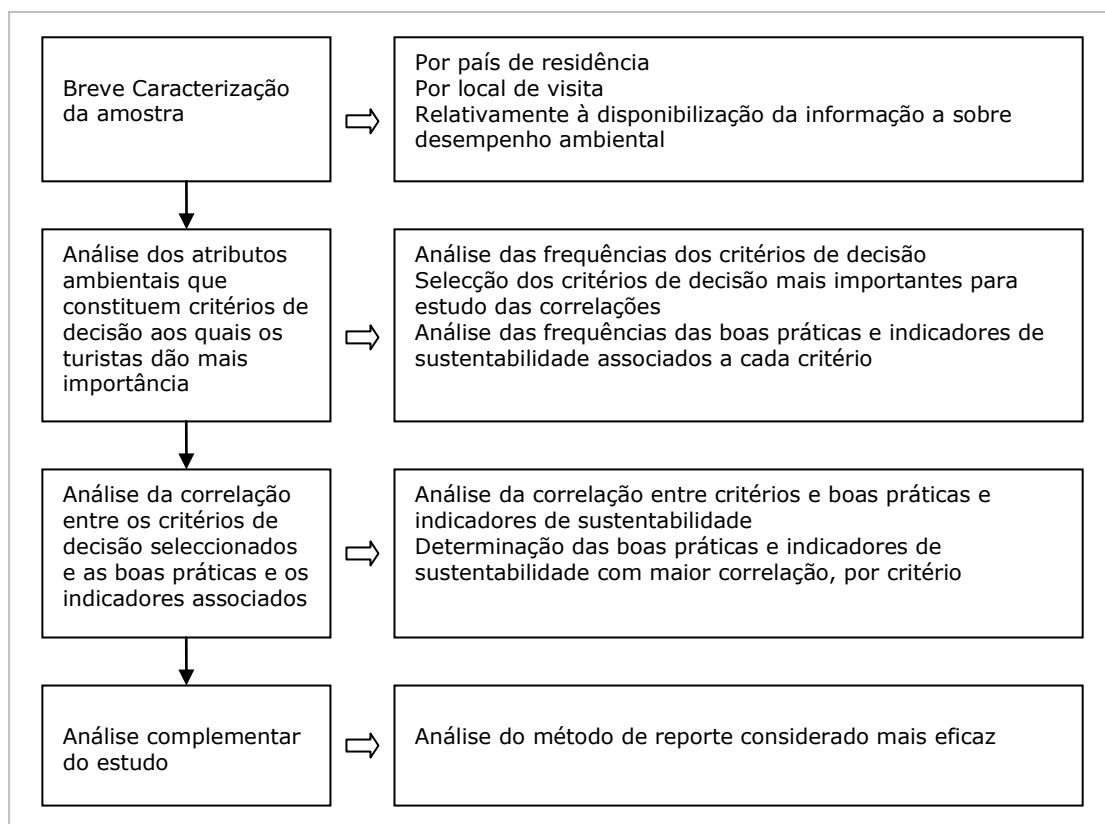 Breve Caracterização
da amostra
Por país de residência
Por local de visita
Relativamente à disponibilização da informação a sobre
desempenho ambiental
Análise dos atributos
ambientais que
constituem critérios de
decisão aos quais os
turistas dão mais
importância
Análise das frequências dos critérios de decisão
Selecção dos critérios de decisão mais importantes para
estudo das correlações
Análise das frequências das boas práticas e indicadores de
sustentabilidade associados a cada critério
Análise da correlação
entre os critérios de
decisão seleccionados
e as boas práticas e os
indicadores associados
Análise da correlação entre critérios e boas práticas e
indicadores de sustentabilidade
Determinação das boas práticas e indicadores de
sustentabilidade com maior correlação, por critério
Análise complementar
do estudo
Análise do método de reporte considerado mais eficaz